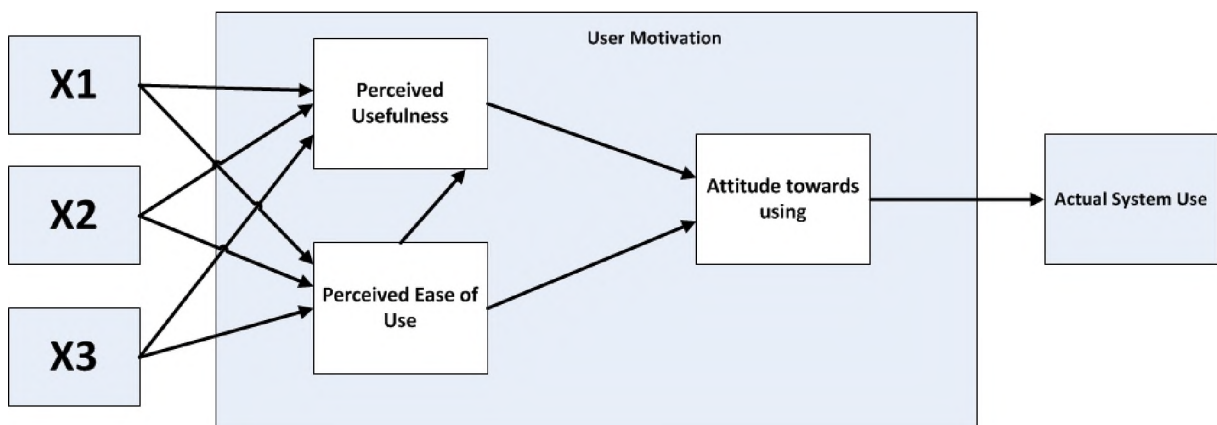 User Motivation
X1
X2
X3
Perceived
Usefulness
Perceived Ease of
Use
Attitude towards
using
Actual System Use